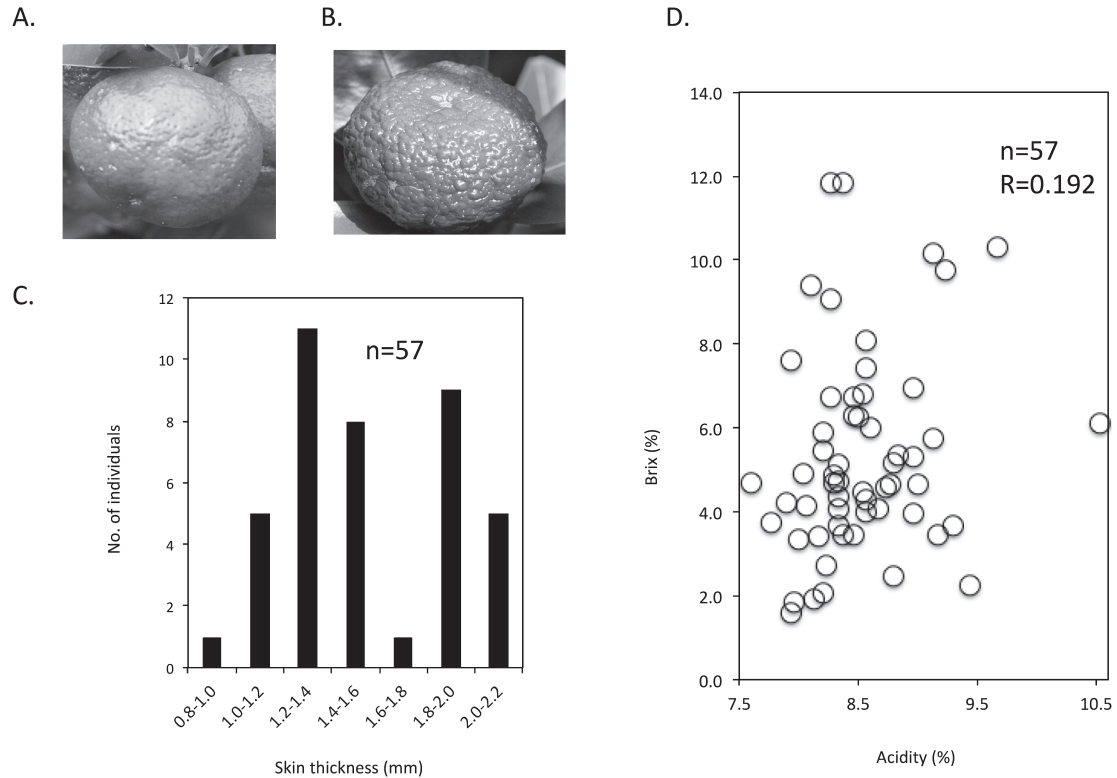 A.
B.
C.
12
10
8
6
4
2
0
No. of individuals
n=57
0.8-1.0
1.0-1.2
1.2-1.4
1.4-1.6
1.6-1.8
1.8-2.0
2.0-2.2
Skin thickness (mm)
D.
14.0
12.0
10.0
8.0
6.0
4.0
2.0
0.0
Brix (%)
n=57
R=0.192
7.5
8.5
9.5
10.5
Acidity (%)